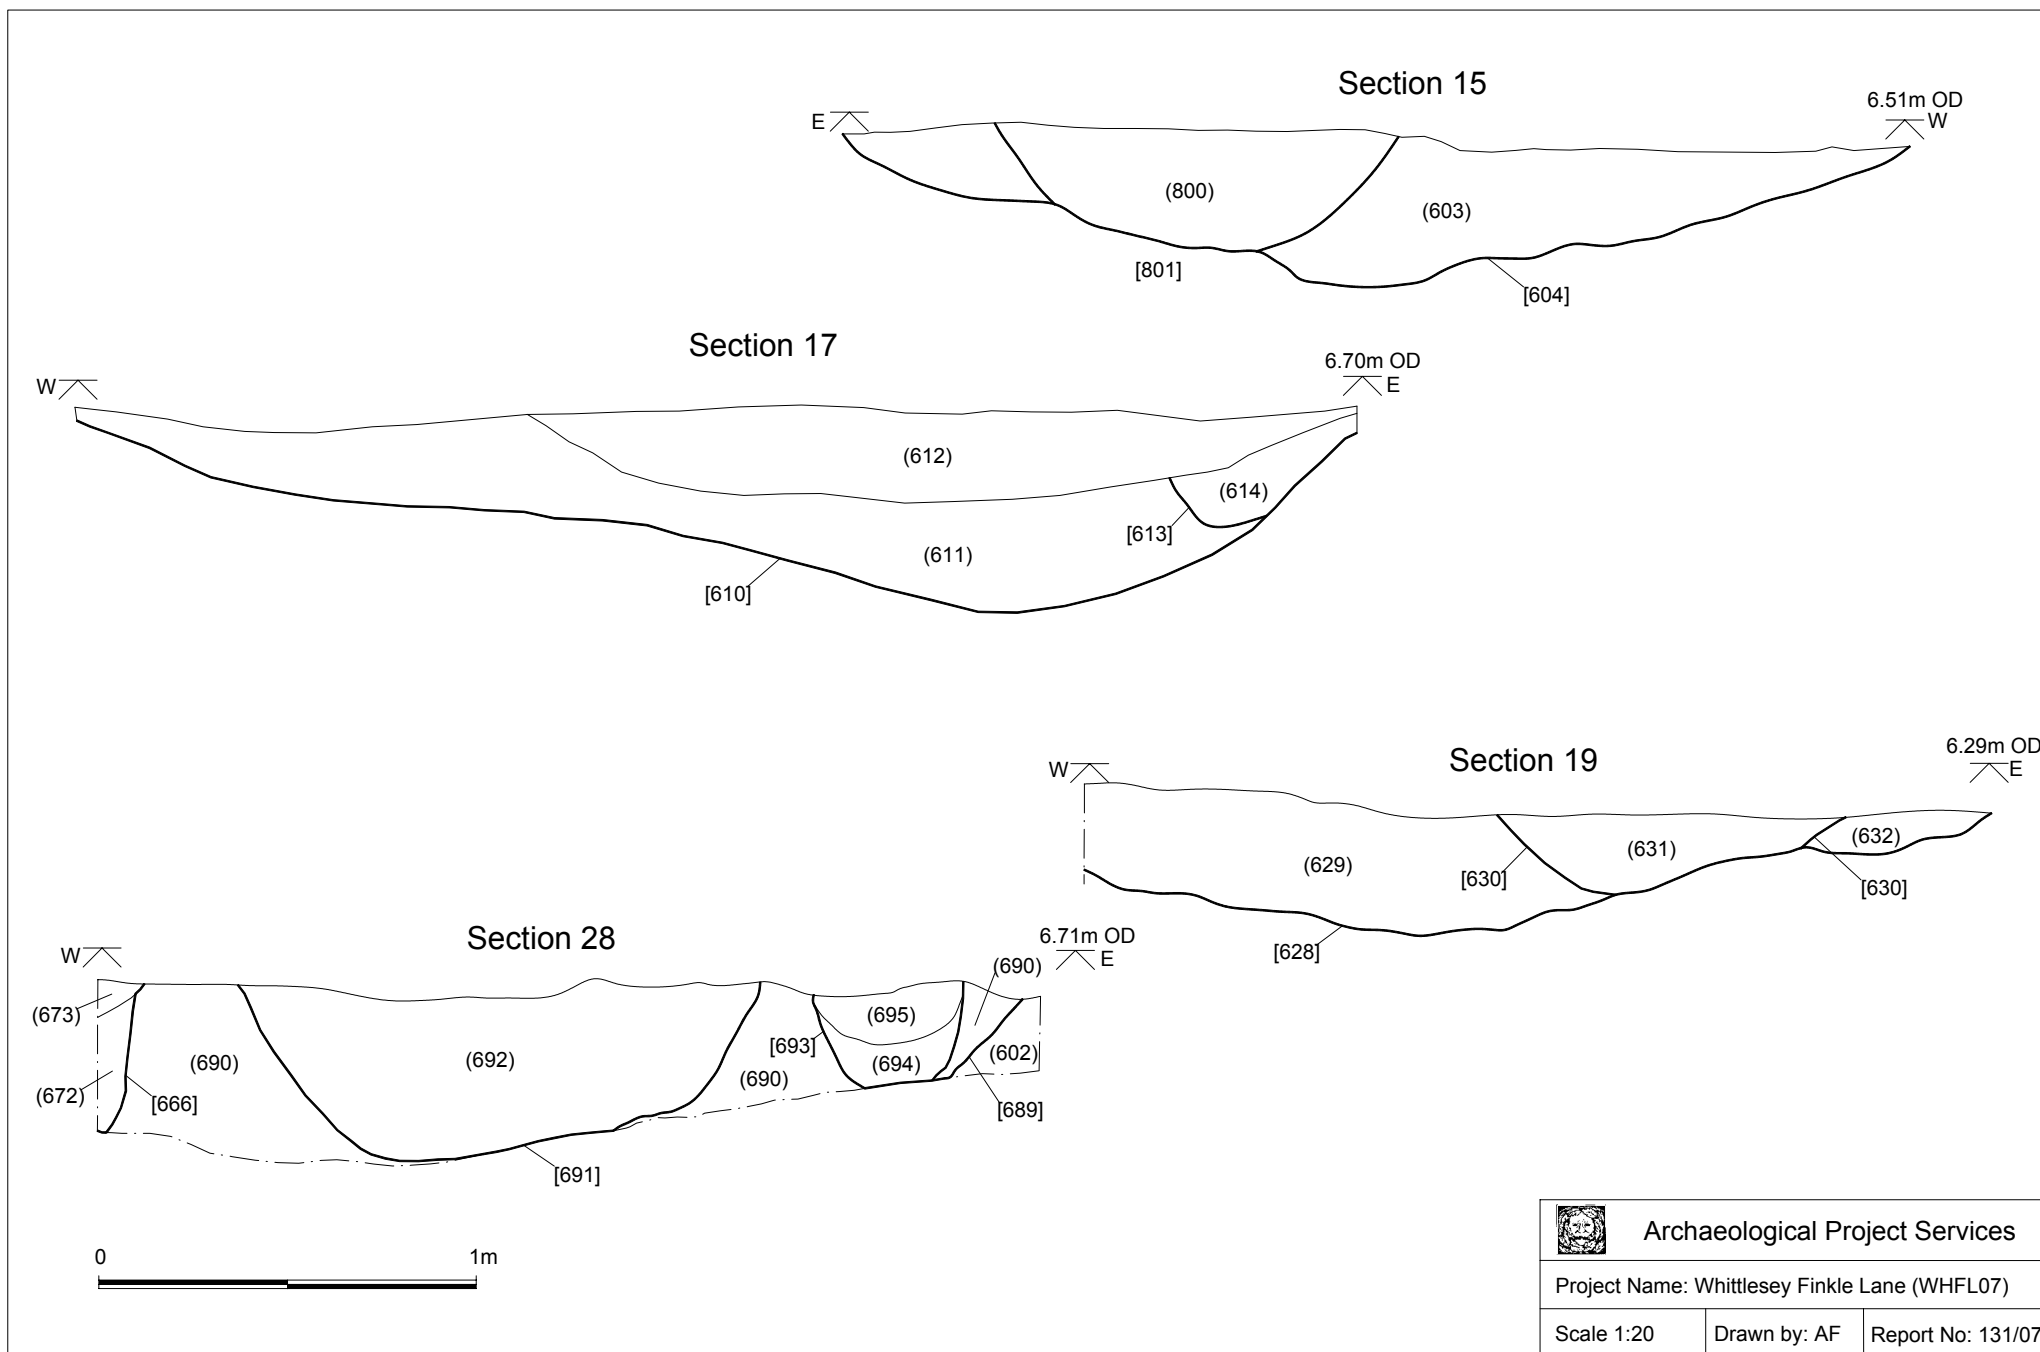 Section 15
6.51m OD
E
W
(800)
(603)
[801]
[604]
Section 17
6.70m OD
W
E
(612)
(614)
[613]
(611)
[610]
Section 19
6.29m OD
W
E
(632)
(631)
(629)
[630]
[630]
[628]
Section 28
6.71m OD
W
E
(690)
(673)
(695)
[693]
(602)
(690)
(692)
(694)
(690)
(672)
[666]
[689]
[691]
0
1m
Archaeological Project Services
Project Name: Whittlesey Finkle Lane (WHFL07)
Scale 1:20
Drawn by: AF
Report No: 131/07